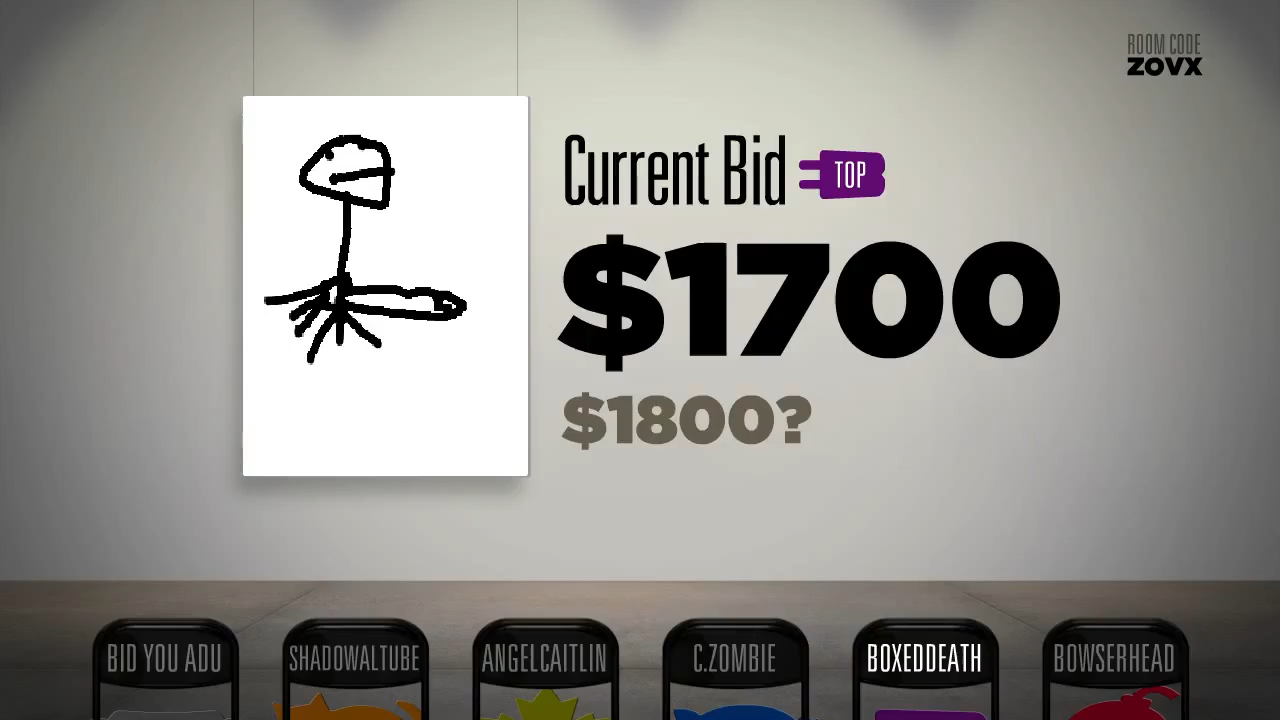 ROOM CODE
ZOVX
Current Bid TOP
$1700
$1800?
BID YOU ADU SHADOWALTUBE ANGELCAITLIN C.ZOMBIE BOXEDDEATH BOWSERHEAD